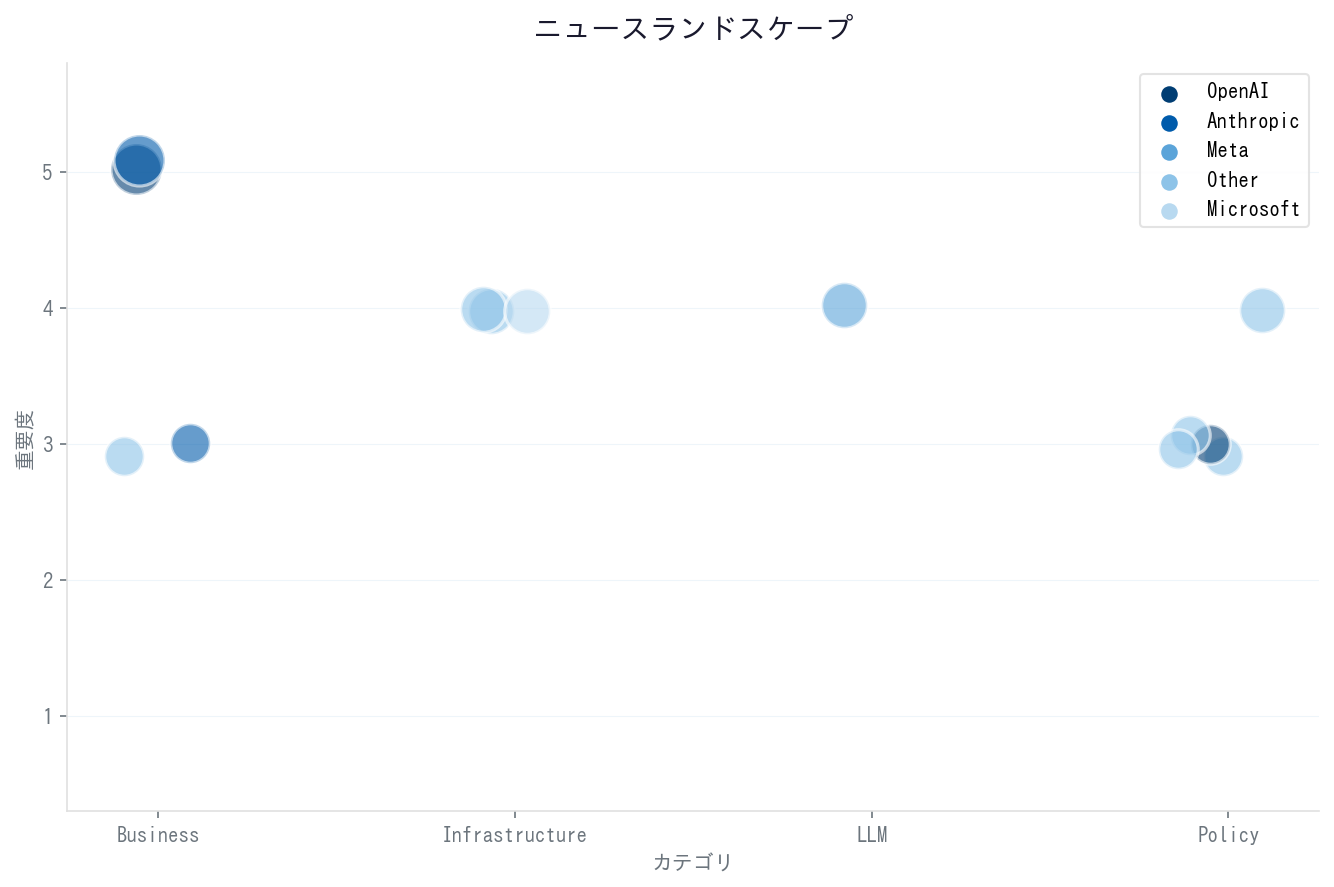 ニュースランドスケープ
OpenAI
Anthropic
Meta
Other
Microsoft
5
4
3
2
1
重要度
Business
Infrastructure
LLM
Policy
カテゴリ